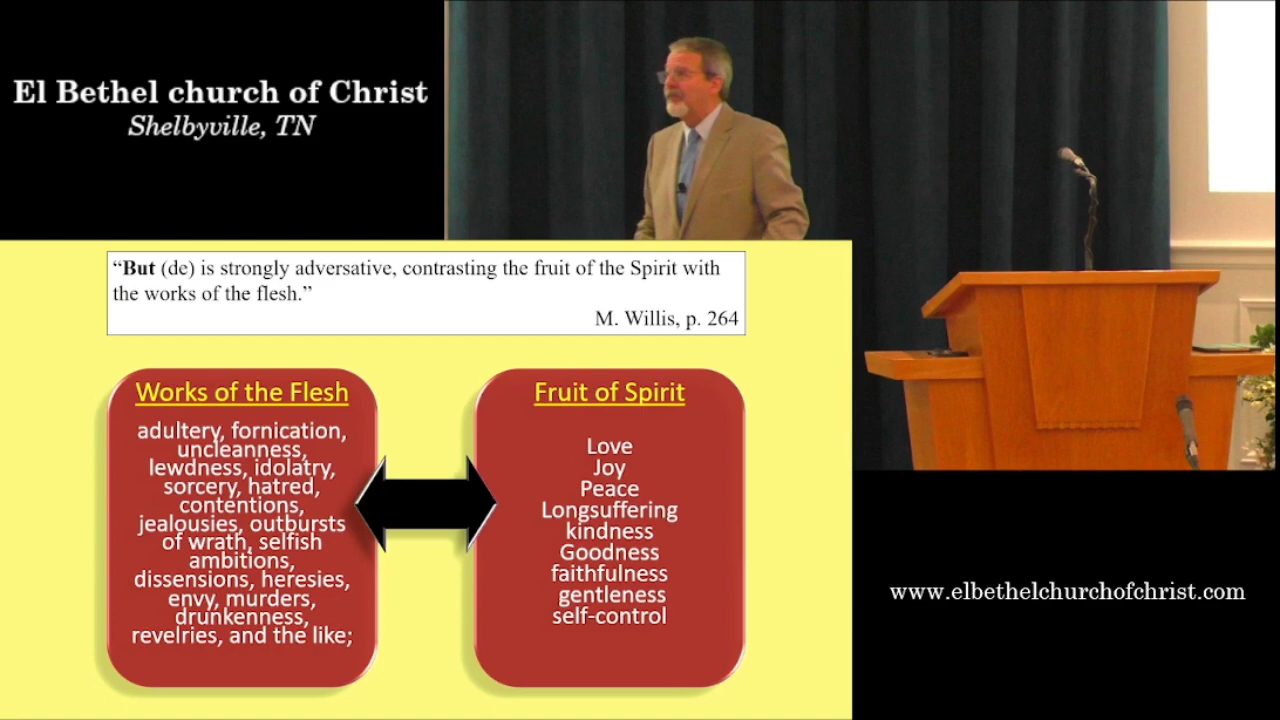 El Bethel church of Christ
Shelbyville, TN
“But (de) is strongly adversative, contrasting the fruit of the Spirit with
the works of the flesh.”
M. Willis, p. 264
Works of the Flesh
adultery, fornication,
uncleanness,
lewdness, idolatry,
sorcery, hatred,
contentions,
jealousies, outbursts
of wrath, selfish
ambitions,
dissensions, heresies,
envy, murders,
drunkenness,
revelries, and the like;
Fruit of Spirit
Love
Joy
Peace
Longsuffering
kindness
Goodness
faithfulness
gentleness
self-control
www.elbethelchurchofchrist.com